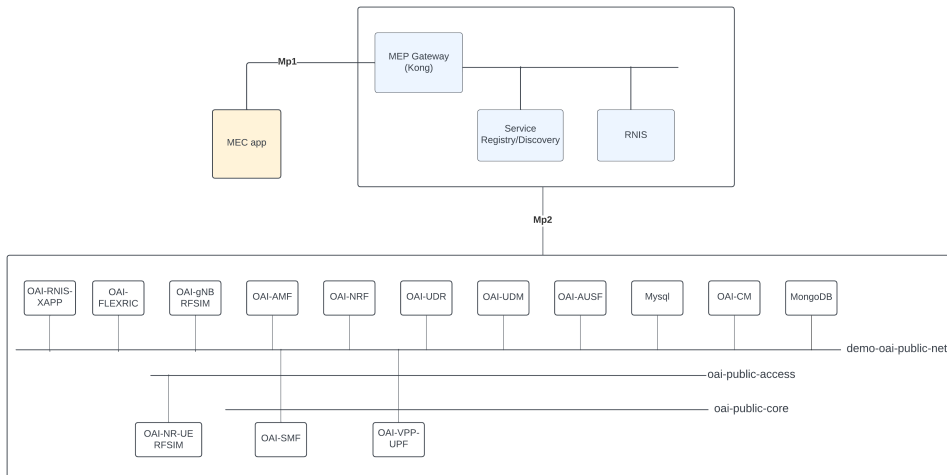 MEP Gateway
(Kong)
Mp1
MEC app
Service
Registry/Discovery
RNIS
Mp2
OAI-RNIS-
XAPP
OAI-
FLEXRIC
OAI-gNB
RFSIM
OAI-AMF
OAI-NRF
OAI-UDR
OAI-UDM
OAI-AUSF
Mysql
OAI-CM
MongoDB
demo-oai-public-net
oai-public-access
oai-public-core
OAI-NR-UE
RFSIM
OAI-SMF
OAI-VPP-
UPF